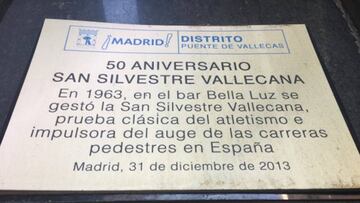 ¡MADRID!
DISTRITO
PUENTE DE VALLECAS
50 ANIVERSARIO
SAN SILVESTRE VALLECANA
En 1963, en el bar Bella Luz se
gestó la San Silvestre Vallecana,
prueba clásica del atletismo e
impulsora del auge de las carreras
pedestres en España
Madrid, 31 de diciembre de 2013